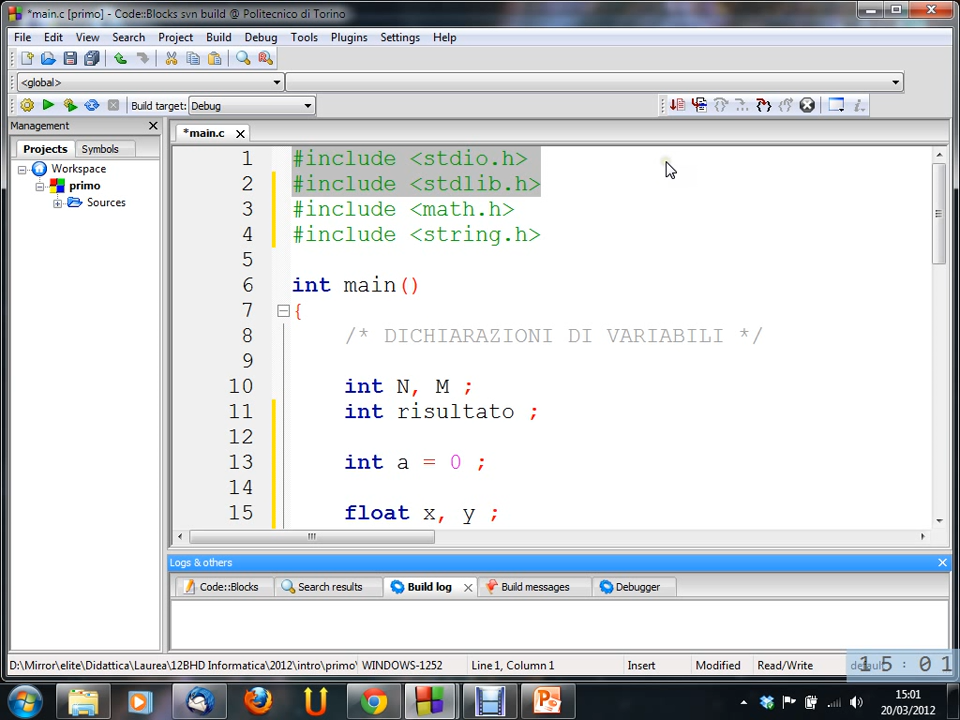 *main.c [primo] - Code::Blocks svn build @ Politecnico di Torino
File Edit View Search Project Build Debug Tools Plugins Settings Help
<global>
Build target: Debug
Management
Projects Symbols
Workspace
primo
Sources
*main.c
1 #include <stdio.h>
2 #include <stdlib.h>
3 #include <math.h>
4 #include <string.h>
5
6 int main()
7 {
8 /* DICHIARAZIONI DI VARIABILI */
9
10 int N, M ;
11 int risultato ;
12
13 int a = 0 ;
14
15 float x, y ;
Logs & others
Code::Blocks Search results Build log Build messages Debugger
D:\Mirror\elite\Didattica\Laurea\12BHD Informatica\2012\intro\primo\ WINDOWS-1252 Line 1, Column 1 Insert Modified Read/Write default
15:01
15:01
20/03/2012